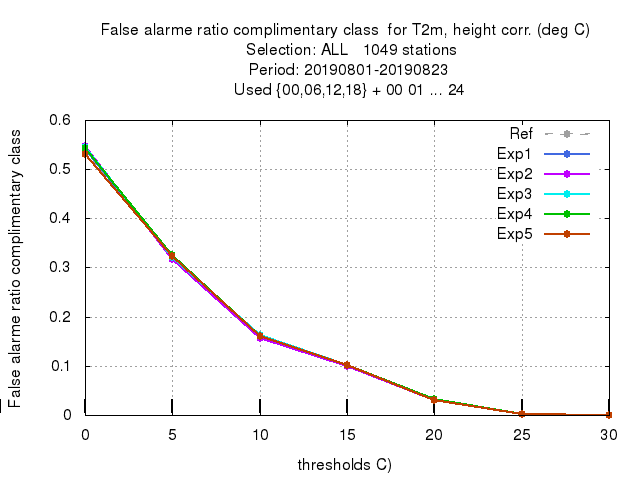 False alarme ratio complimentary class  for T2m, height corr. (deg C)
Selection: ALL   1049 stations
Period: 20190801-20190823
Used {00,06,12,18} + 00 01 ... 24
False alarme ratio complimentary class
0.6
0.5
0.4
0.3
0.2
0.1
0
Ref
Exp1
Exp2
Exp3
Exp4
Exp5
0 5 10 15 20 25 30
thresholds C)